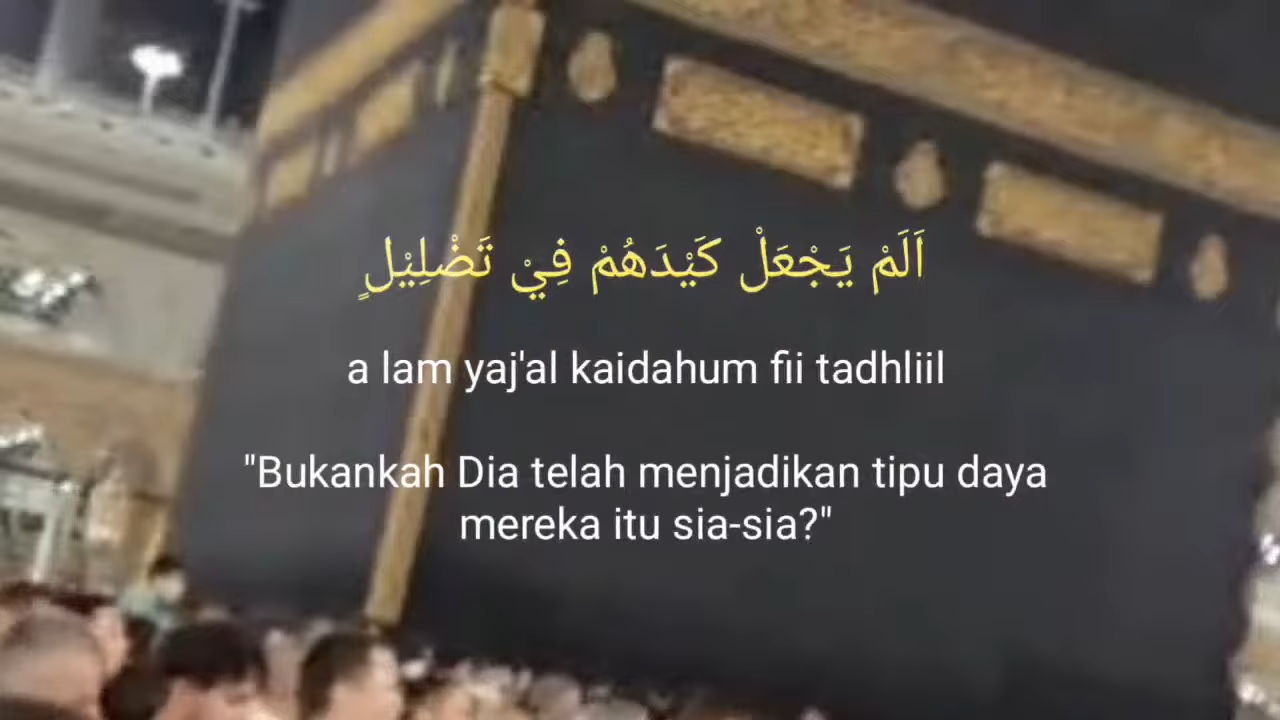 اَلَمْ يَجْعَلْ كَيْدَهُمْ فِيْ تَضْلِيْلٍ
a lam yaj'al kaidahum fii tadhliil
"Bukankah Dia telah menjadikan tipu daya
mereka itu sia-sia?"